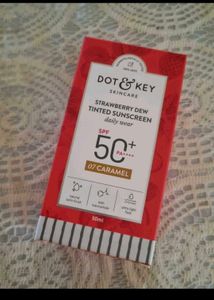 DOT & KEY
SKINCARE
STRAWBERRY DEW
TINTED SUNSCREEN
daily wear
SPF
50+
PA++++
07 CARAMEL
30ml